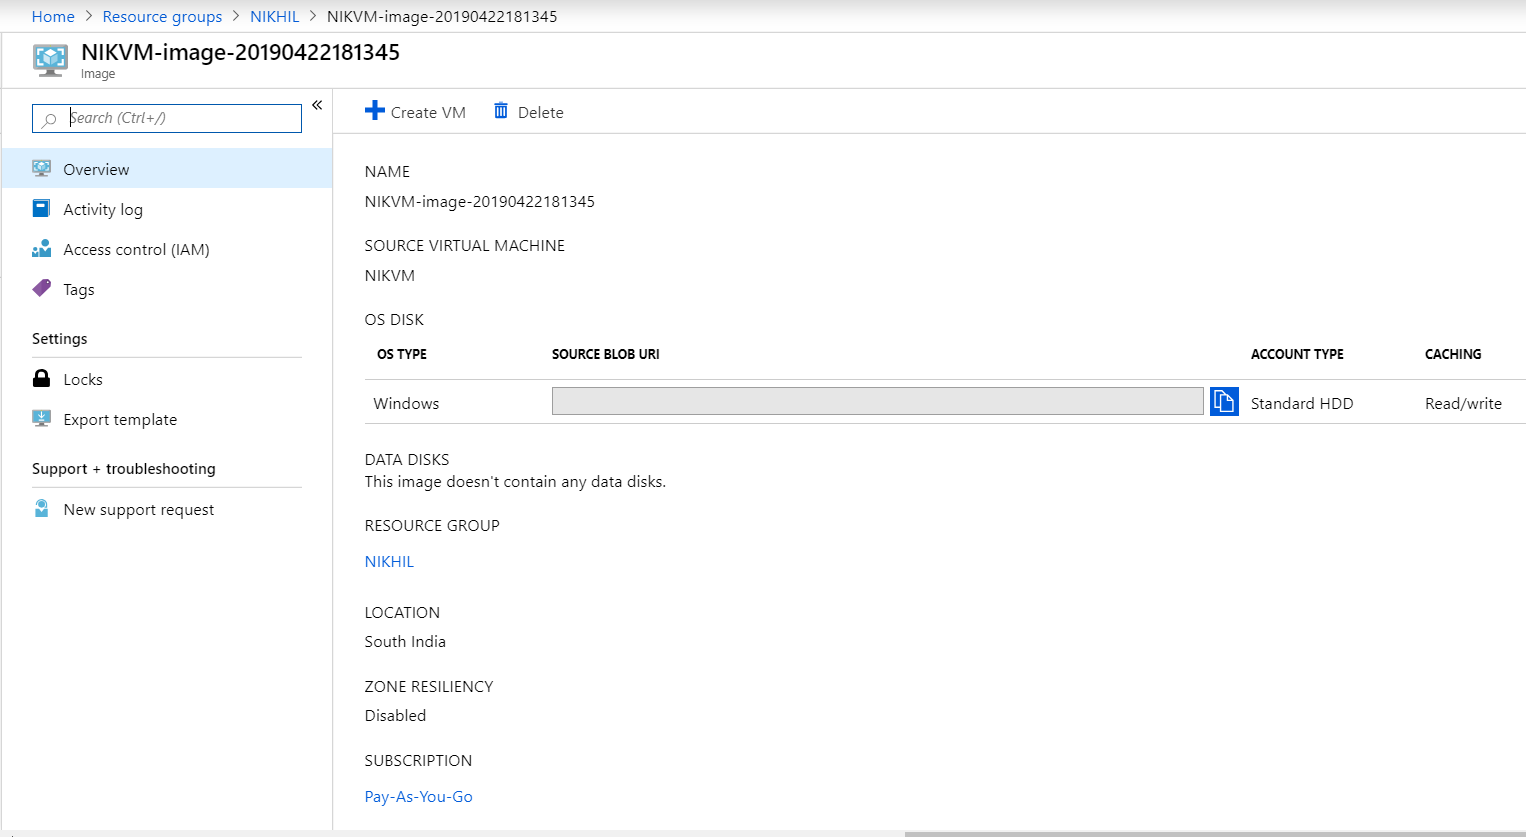 Home > Resource groups > NIKHIL > NIKVM-image-20190422181345
NIKVM-image-20190422181345
Image
Search (Ctrl+/)
«
Overview
Activity log
Access control (IAM)
Tags
Settings
Locks
Export template
Support + troubleshooting
New support request
Create VM Delete
NAME
NIKVM-image-20190422181345
SOURCE VIRTUAL MACHINE
NIKVM
OS DISK
OS TYPE SOURCE BLOB URI ACCOUNT TYPE CACHING
Windows Standard HDD Read/write
DATA DISKS
This image doesn't contain any data disks.
RESOURCE GROUP
NIKHIL
LOCATION
South India
ZONE RESILIENCY
Disabled
SUBSCRIPTION
Pay-As-You-Go